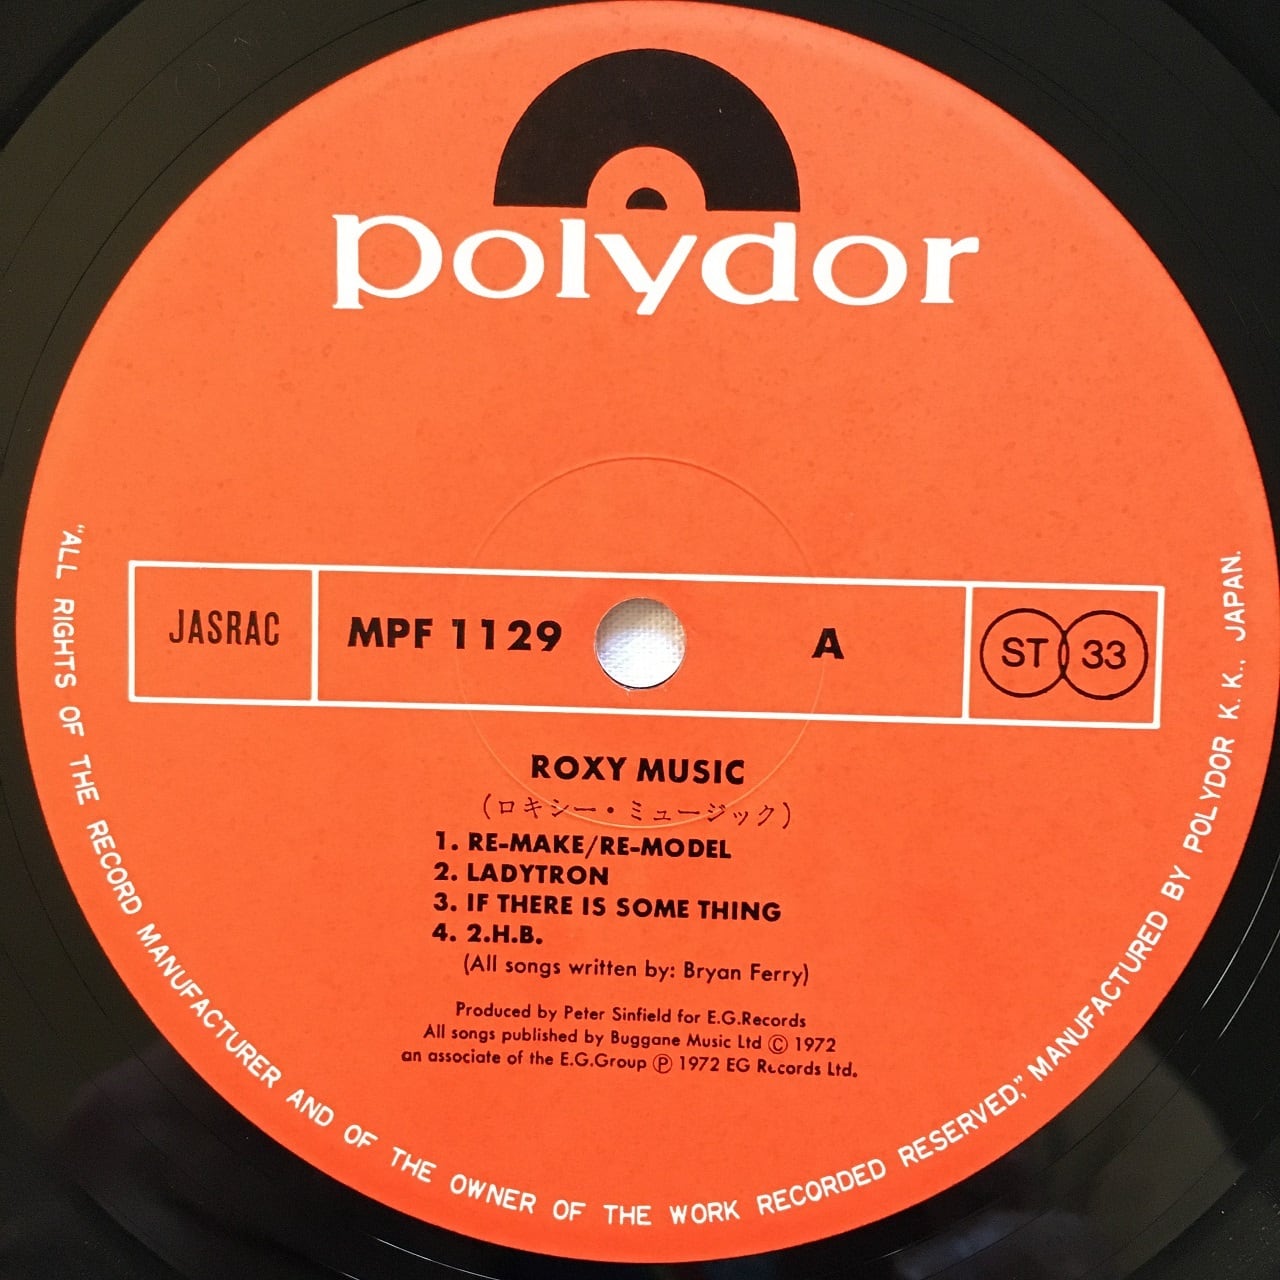 polydor
JASRAC
MPF 1129
A
ST 33
ROXY MUSIC
(ロキシー・ミュージック)
1. RE-MAKE/RE-MODEL
2. LADYTRON
3. IF THERE IS SOME THING
4. 2.H.B.
(All songs written by: Bryan Ferry)
Produced by Peter Sinfield for E.G.Records
All songs published by Buggane Music Ltd Ⓒ 1972
an associate of the E.G.Group Ⓟ 1972 EG Records Ltd.
"ALL RIGHTS OF THE RECORD MANUFACTURER AND OF THE OWNER OF THE WORK RECORDED RESERVED," MANUFACTURED BY POLYDOR K. K., JAPAN.